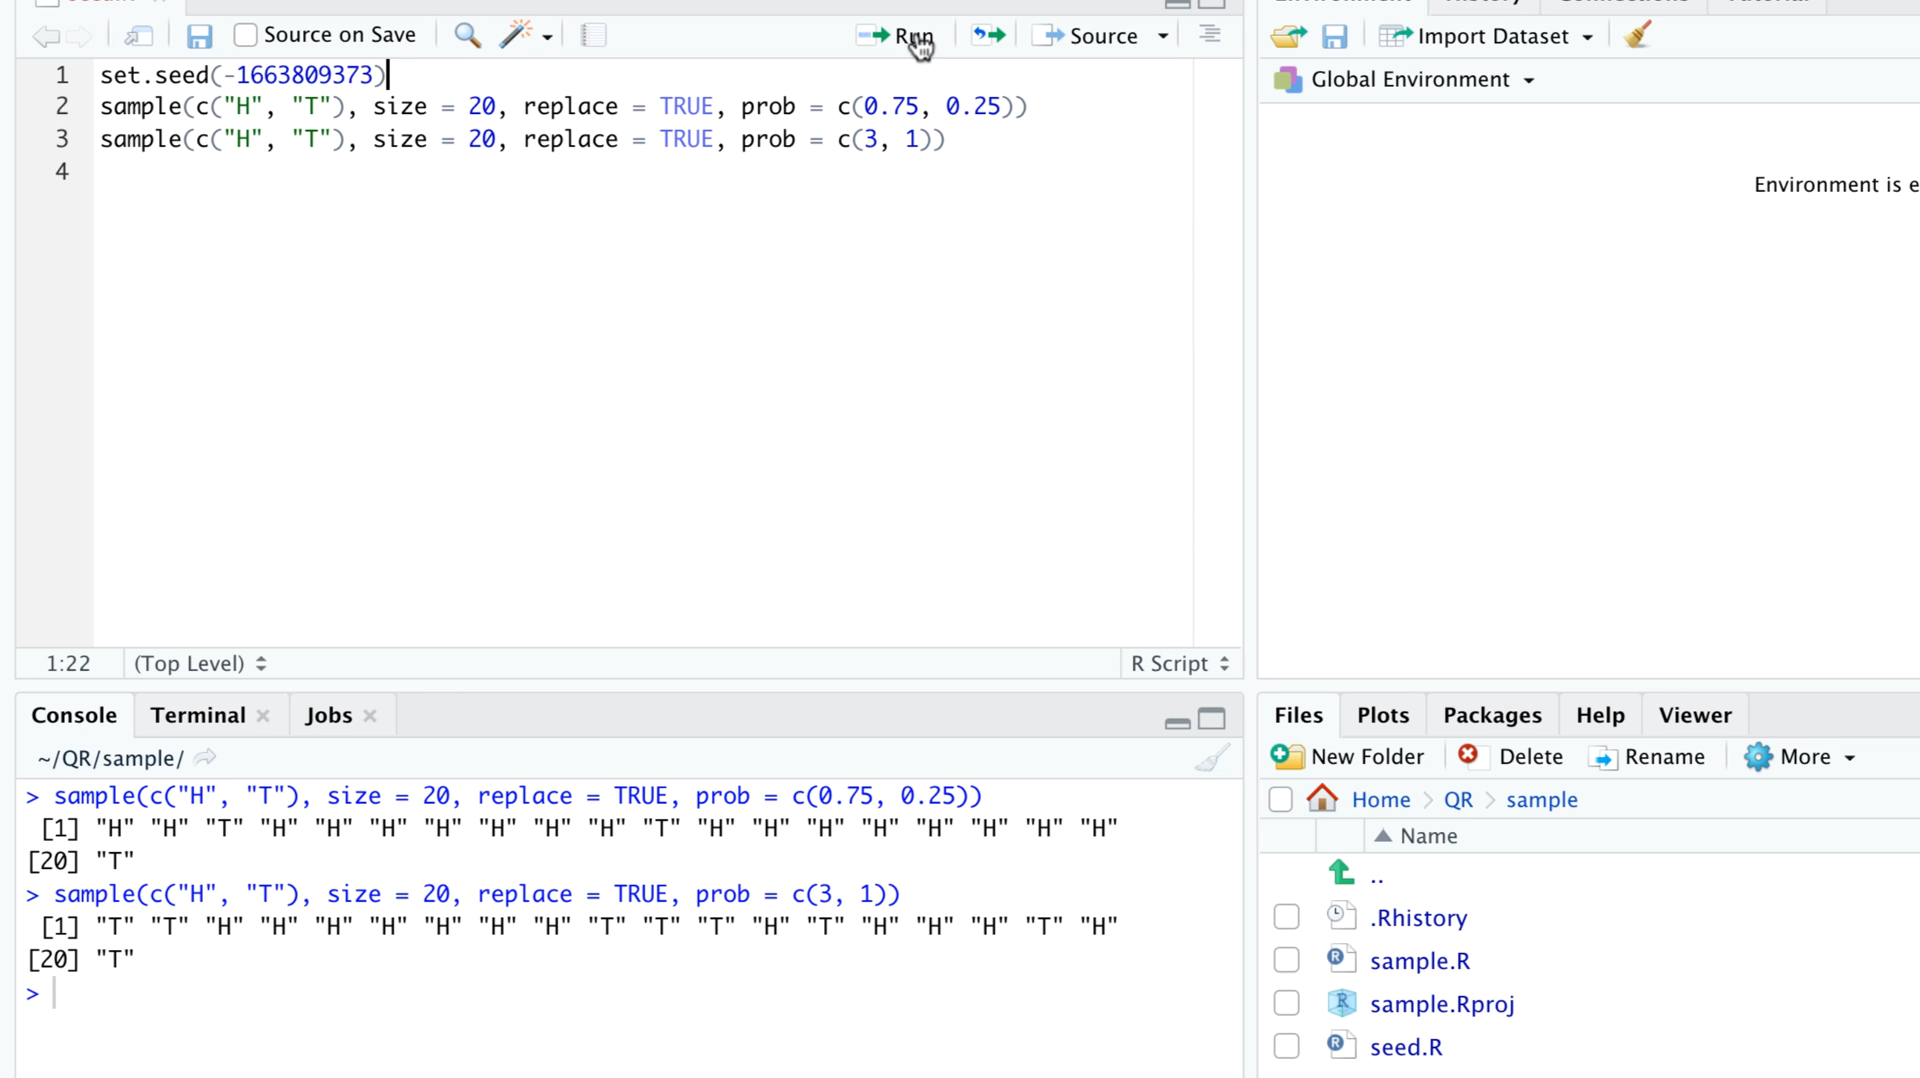 Source on Save
Run
Source
1 set.seed(-1663809373)
2 sample(c("H", "T"), size = 20, replace = TRUE, prob = c(0.75, 0.25))
3 sample(c("H", "T"), size = 20, replace = TRUE, prob = c(3, 1))
4
1:22 (Top Level) R Script
Import Dataset
Global Environment
Environment is e
Console Terminal Jobs
~/QR/sample/
> sample(c("H", "T"), size = 20, replace = TRUE, prob = c(0.75, 0.25))
[1] "H" "H" "T" "H" "H" "H" "H" "H" "H" "H" "T" "H" "H" "H" "H" "H" "H" "H" "H"
[20] "T"
> sample(c("H", "T"), size = 20, replace = TRUE, prob = c(3, 1))
[1] "T" "T" "H" "H" "H" "H" "H" "H" "H" "T" "T" "T" "H" "T" "H" "H" "H" "T" "H"
[20] "T"
>
Files Plots Packages Help Viewer
New Folder Delete Rename More
Home QR sample
Name
..
.Rhistory
sample.R
sample.Rproj
seed.R